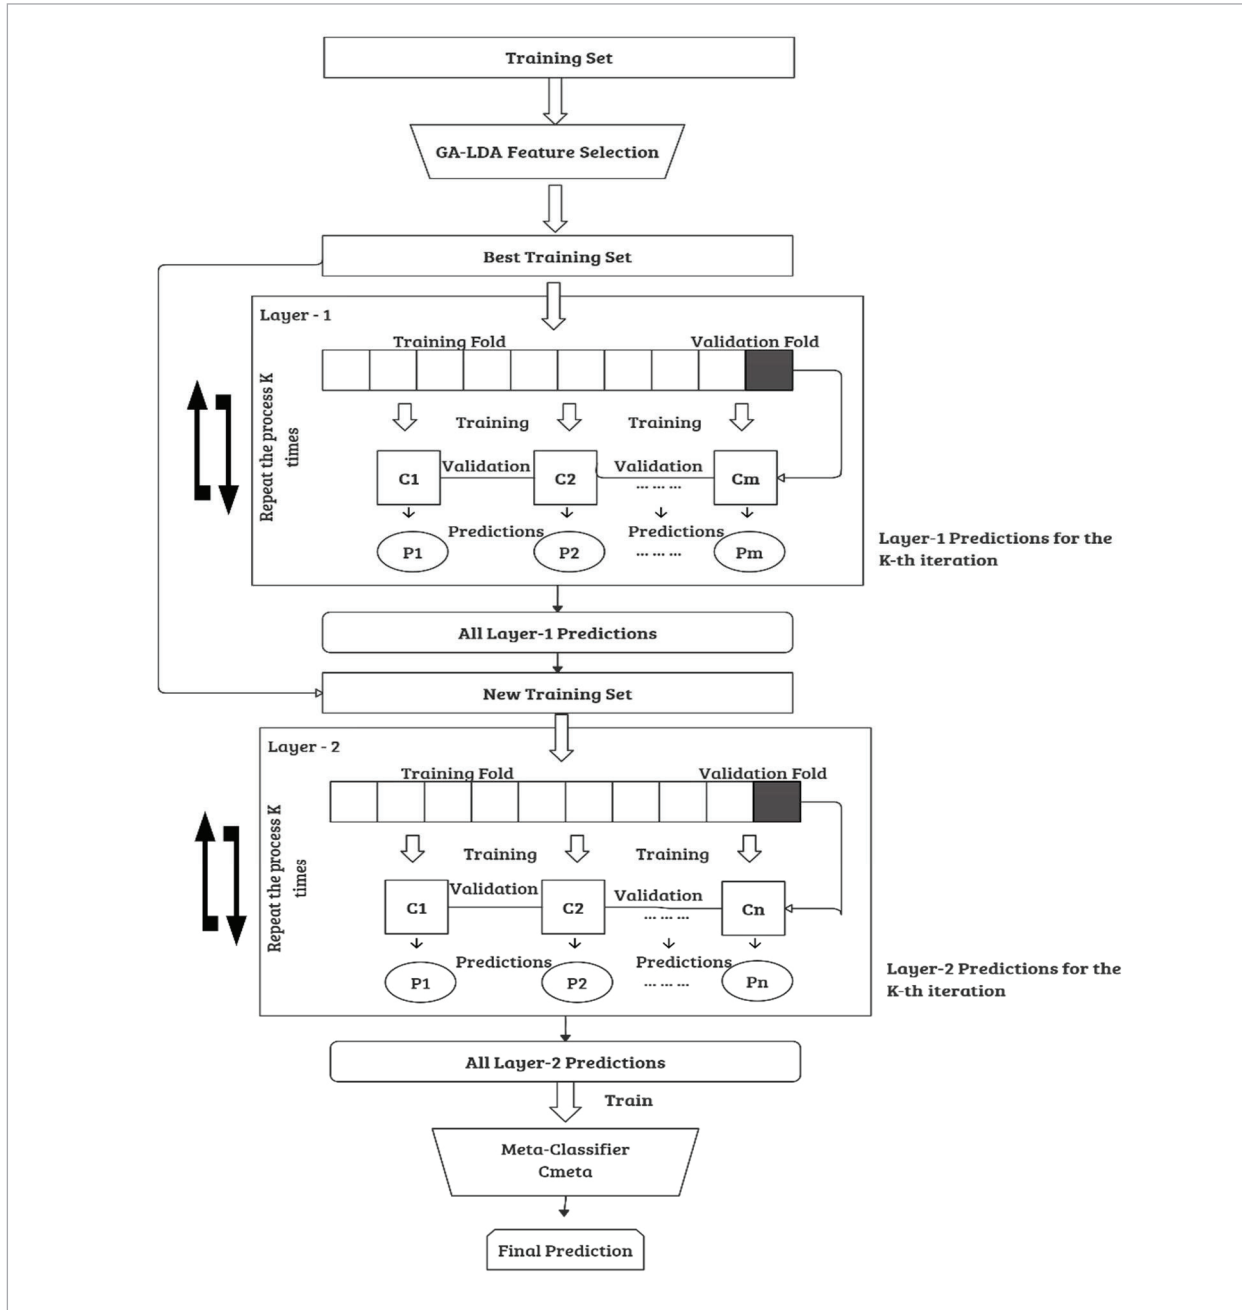 Training Set
GA-LDA Feature Selection
Best Training Set
Layer - 1
Training Fold
Validation Fold
Repeat the process K
times
Training
Training
C1
Validation
C2
Validation
... ... ...
Cm
P1
Predictions
P2
Predictions
... ... ...
Pm
Layer-1 Predictions for the
K-th iteration
All Layer-1 Predictions
New Training Set
Layer - 2
Training Fold
Validation Fold
Repeat the process K
times
Training
Training
C1
Validation
C2
Validation
... ... ...
Cn
P1
Predictions
P2
Predictions
... ... ...
Pn
Layer-2 Predictions for the
K-th iteration
All Layer-2 Predictions
Train
Meta-Classifier
Cmeta
Final Prediction